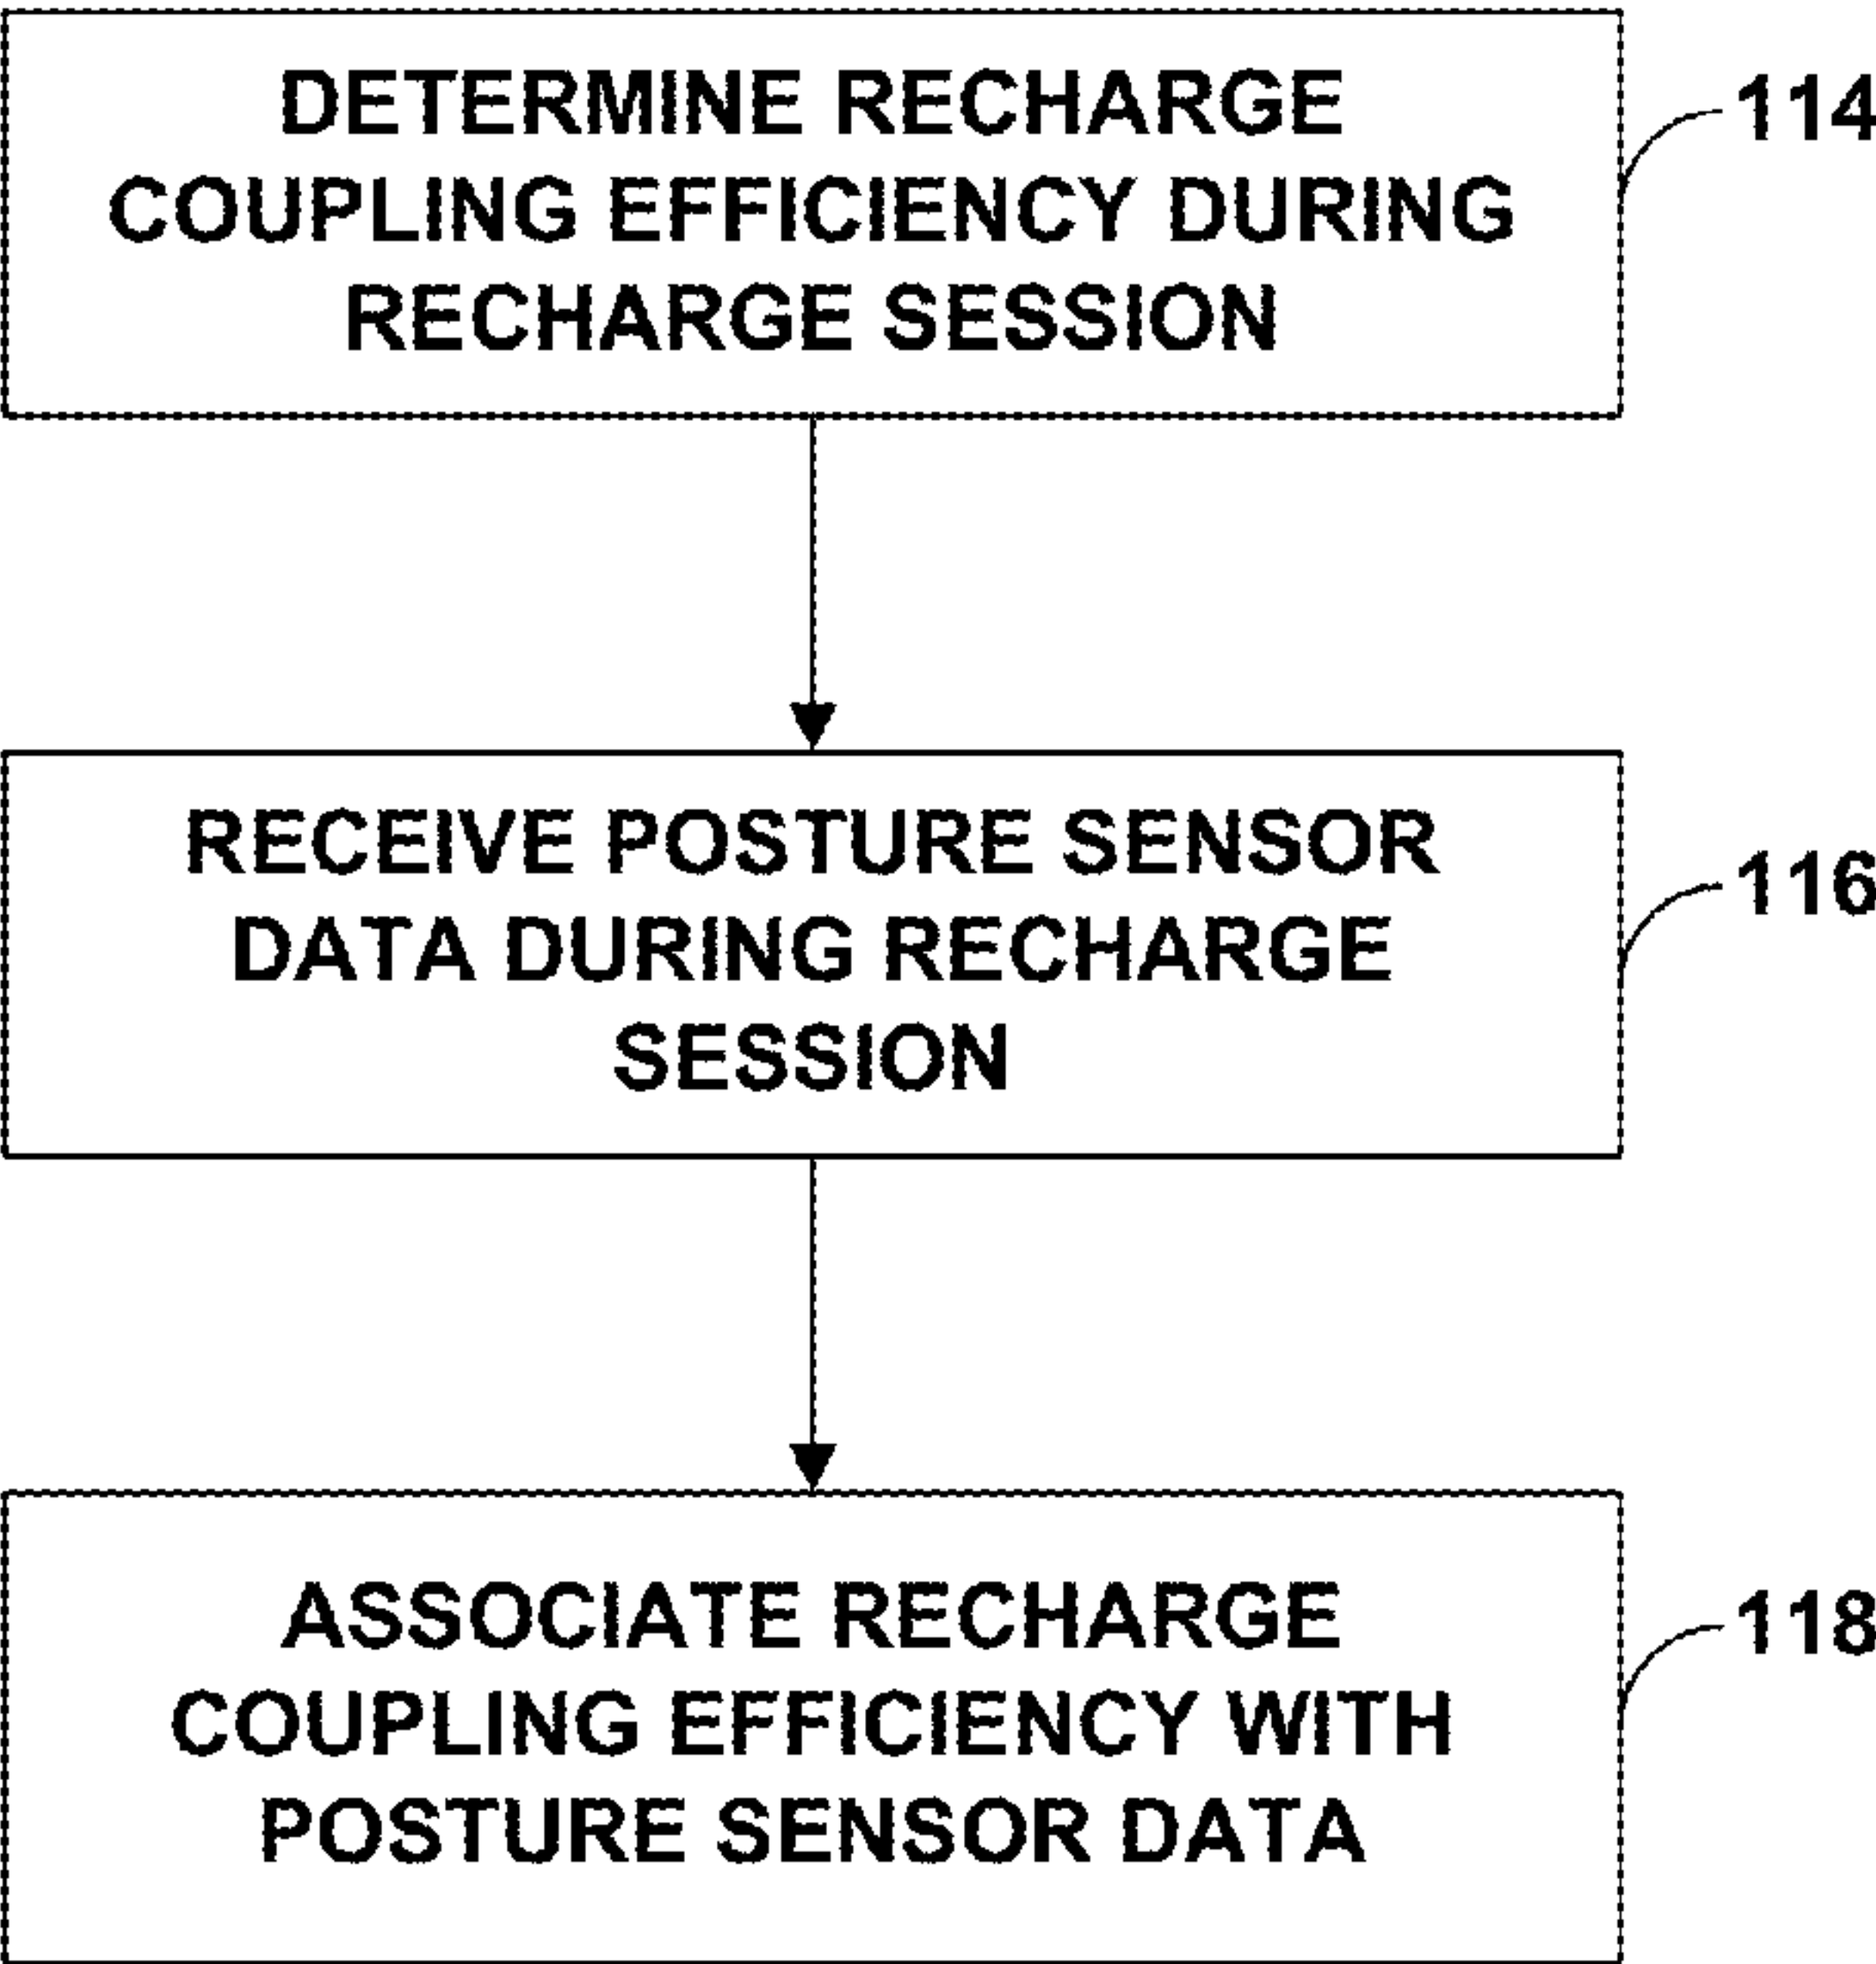 DETERMINE RECHARGE
COUPLING EFFICIENCY DURING
RECHARGE SESSION
114
RECEIVE POSTURE SENSOR
DATA DURING RECHARGE
SESSION
116
ASSOCIATE RECHARGE
COUPLING EFFICIENCY WITH
POSTURE SENSOR DATA
118